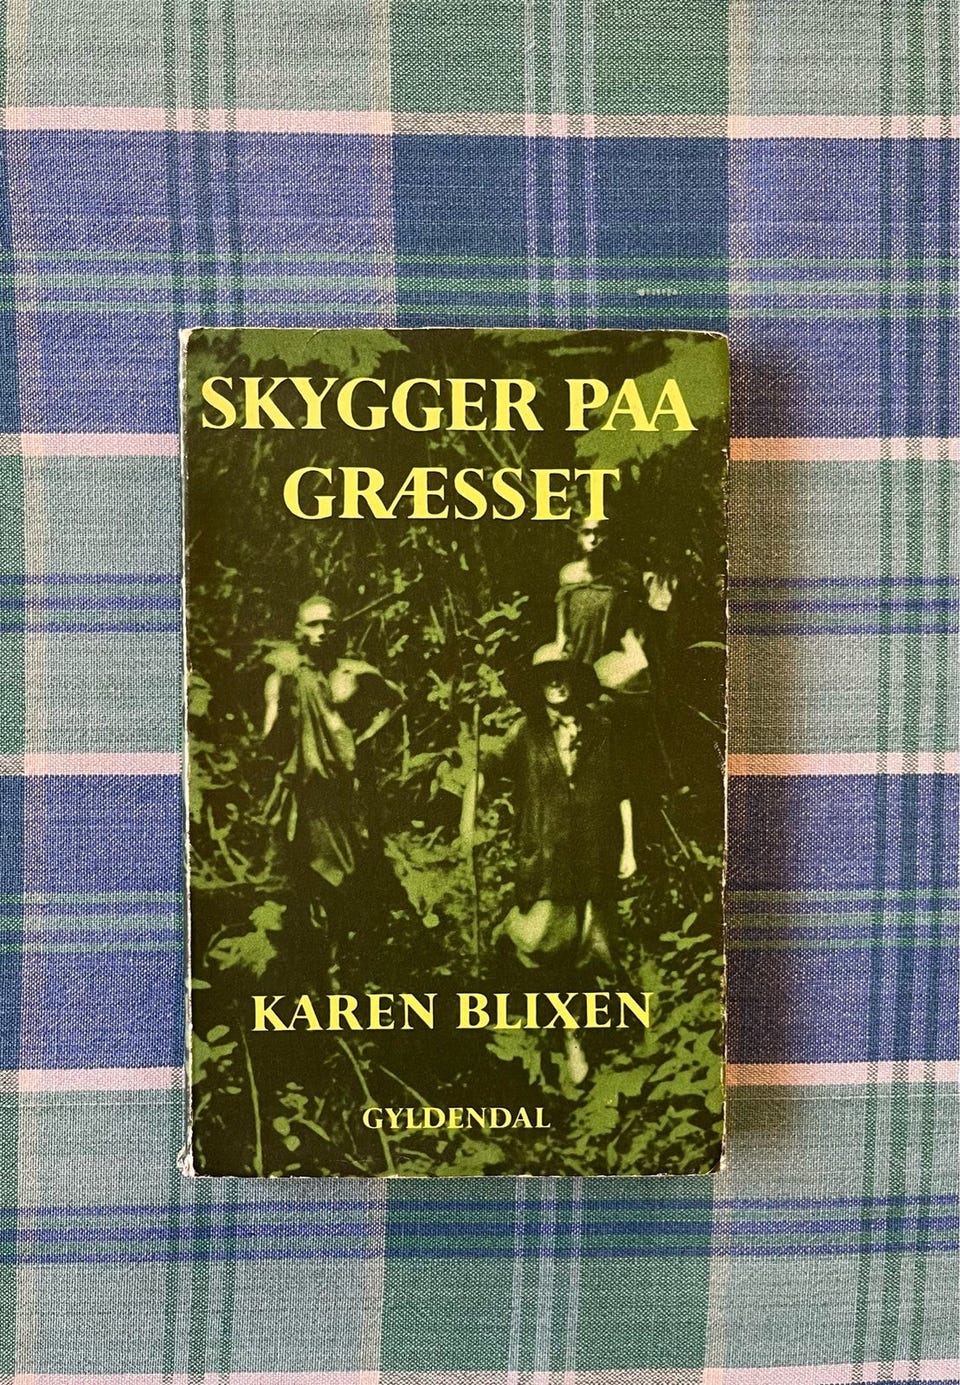 SKYGGER PAA
GRÆSSET
KAREN BLIXEN
GYLDENDAL